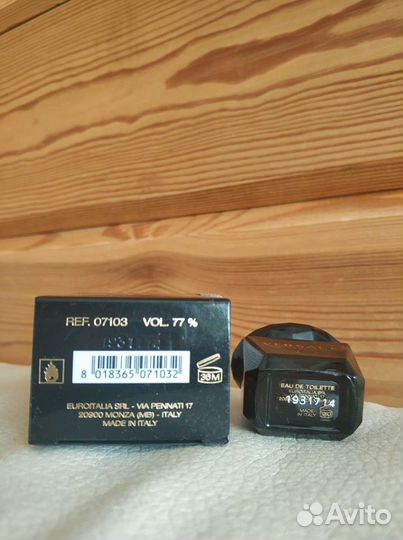 REF. 07103 VOL. 77 %
8 018365 071032
36M
EUROITALIA SRL - VIA PENNATI 17
20900 MONZA (MB) - ITALY
MADE IN ITALY
EAU DE TOILETTE
EUROITALIA
1931714
MADE
ITALY
Avito